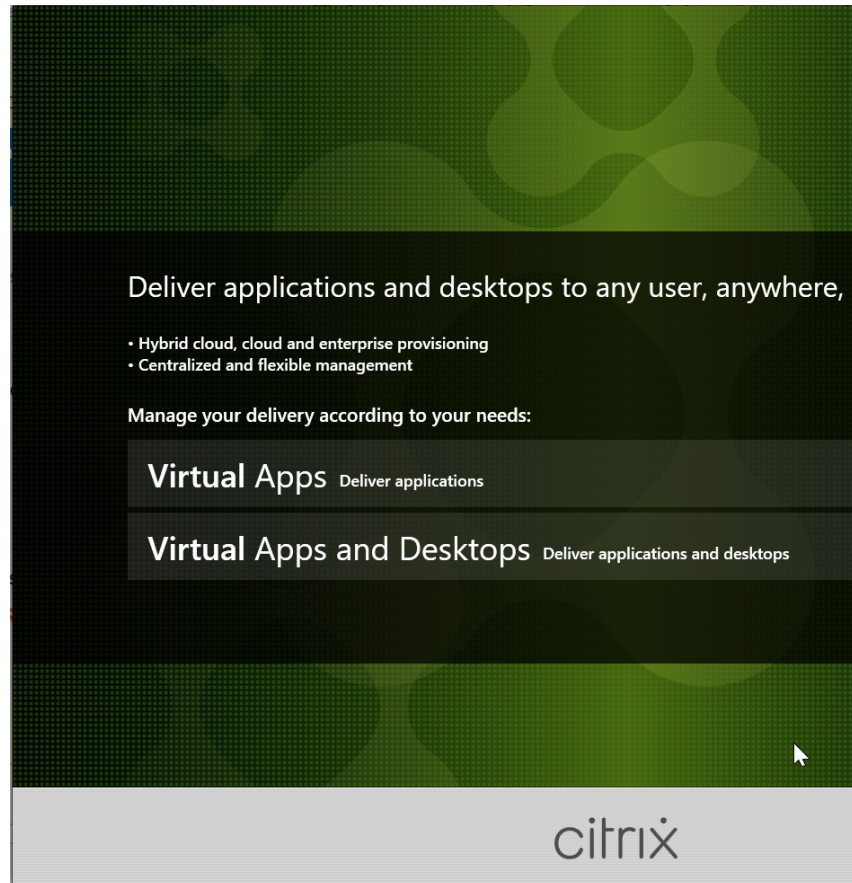 Deliver applications and desktops to any user, anywhere,
• Hybrid cloud, cloud and enterprise provisioning
• Centralized and flexible management
Manage your delivery according to your needs:
Virtual Apps Deliver applications
Virtual Apps and Desktops Deliver applications and desktops
citrix